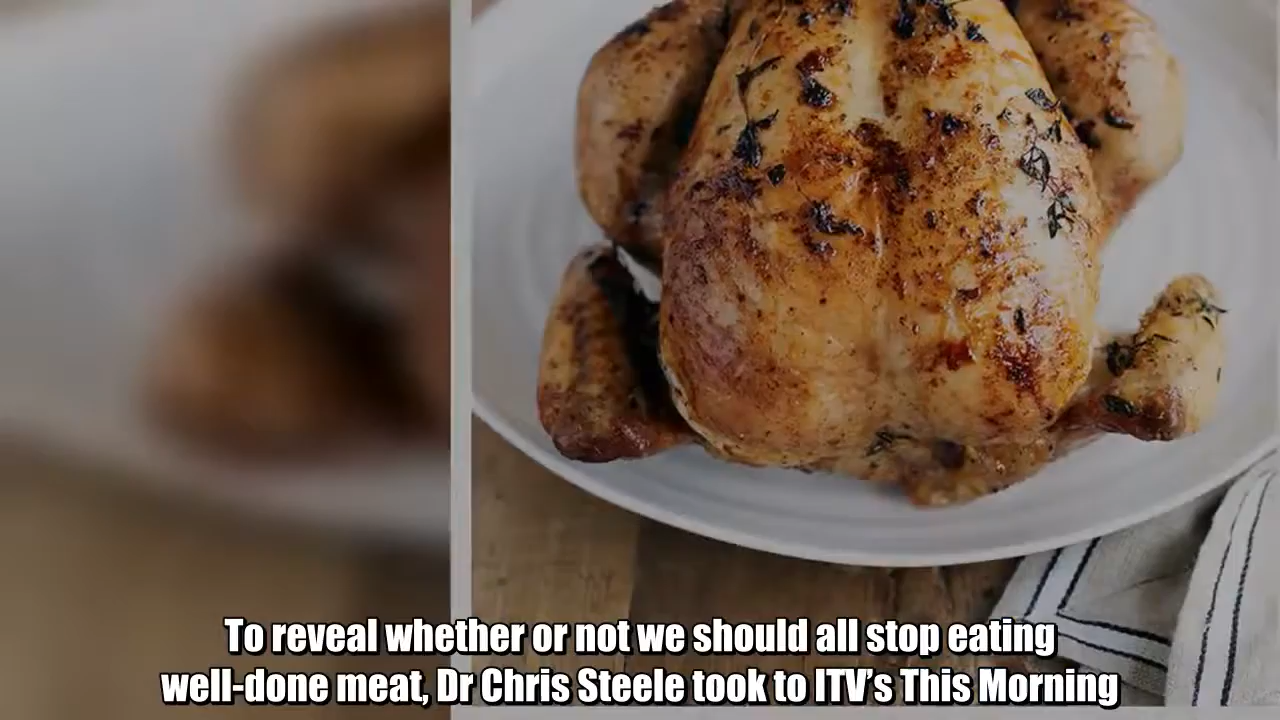 To reveal whether or not we should all stop eating
well-done meat, Dr Chris Steele took to ITV's This Morning